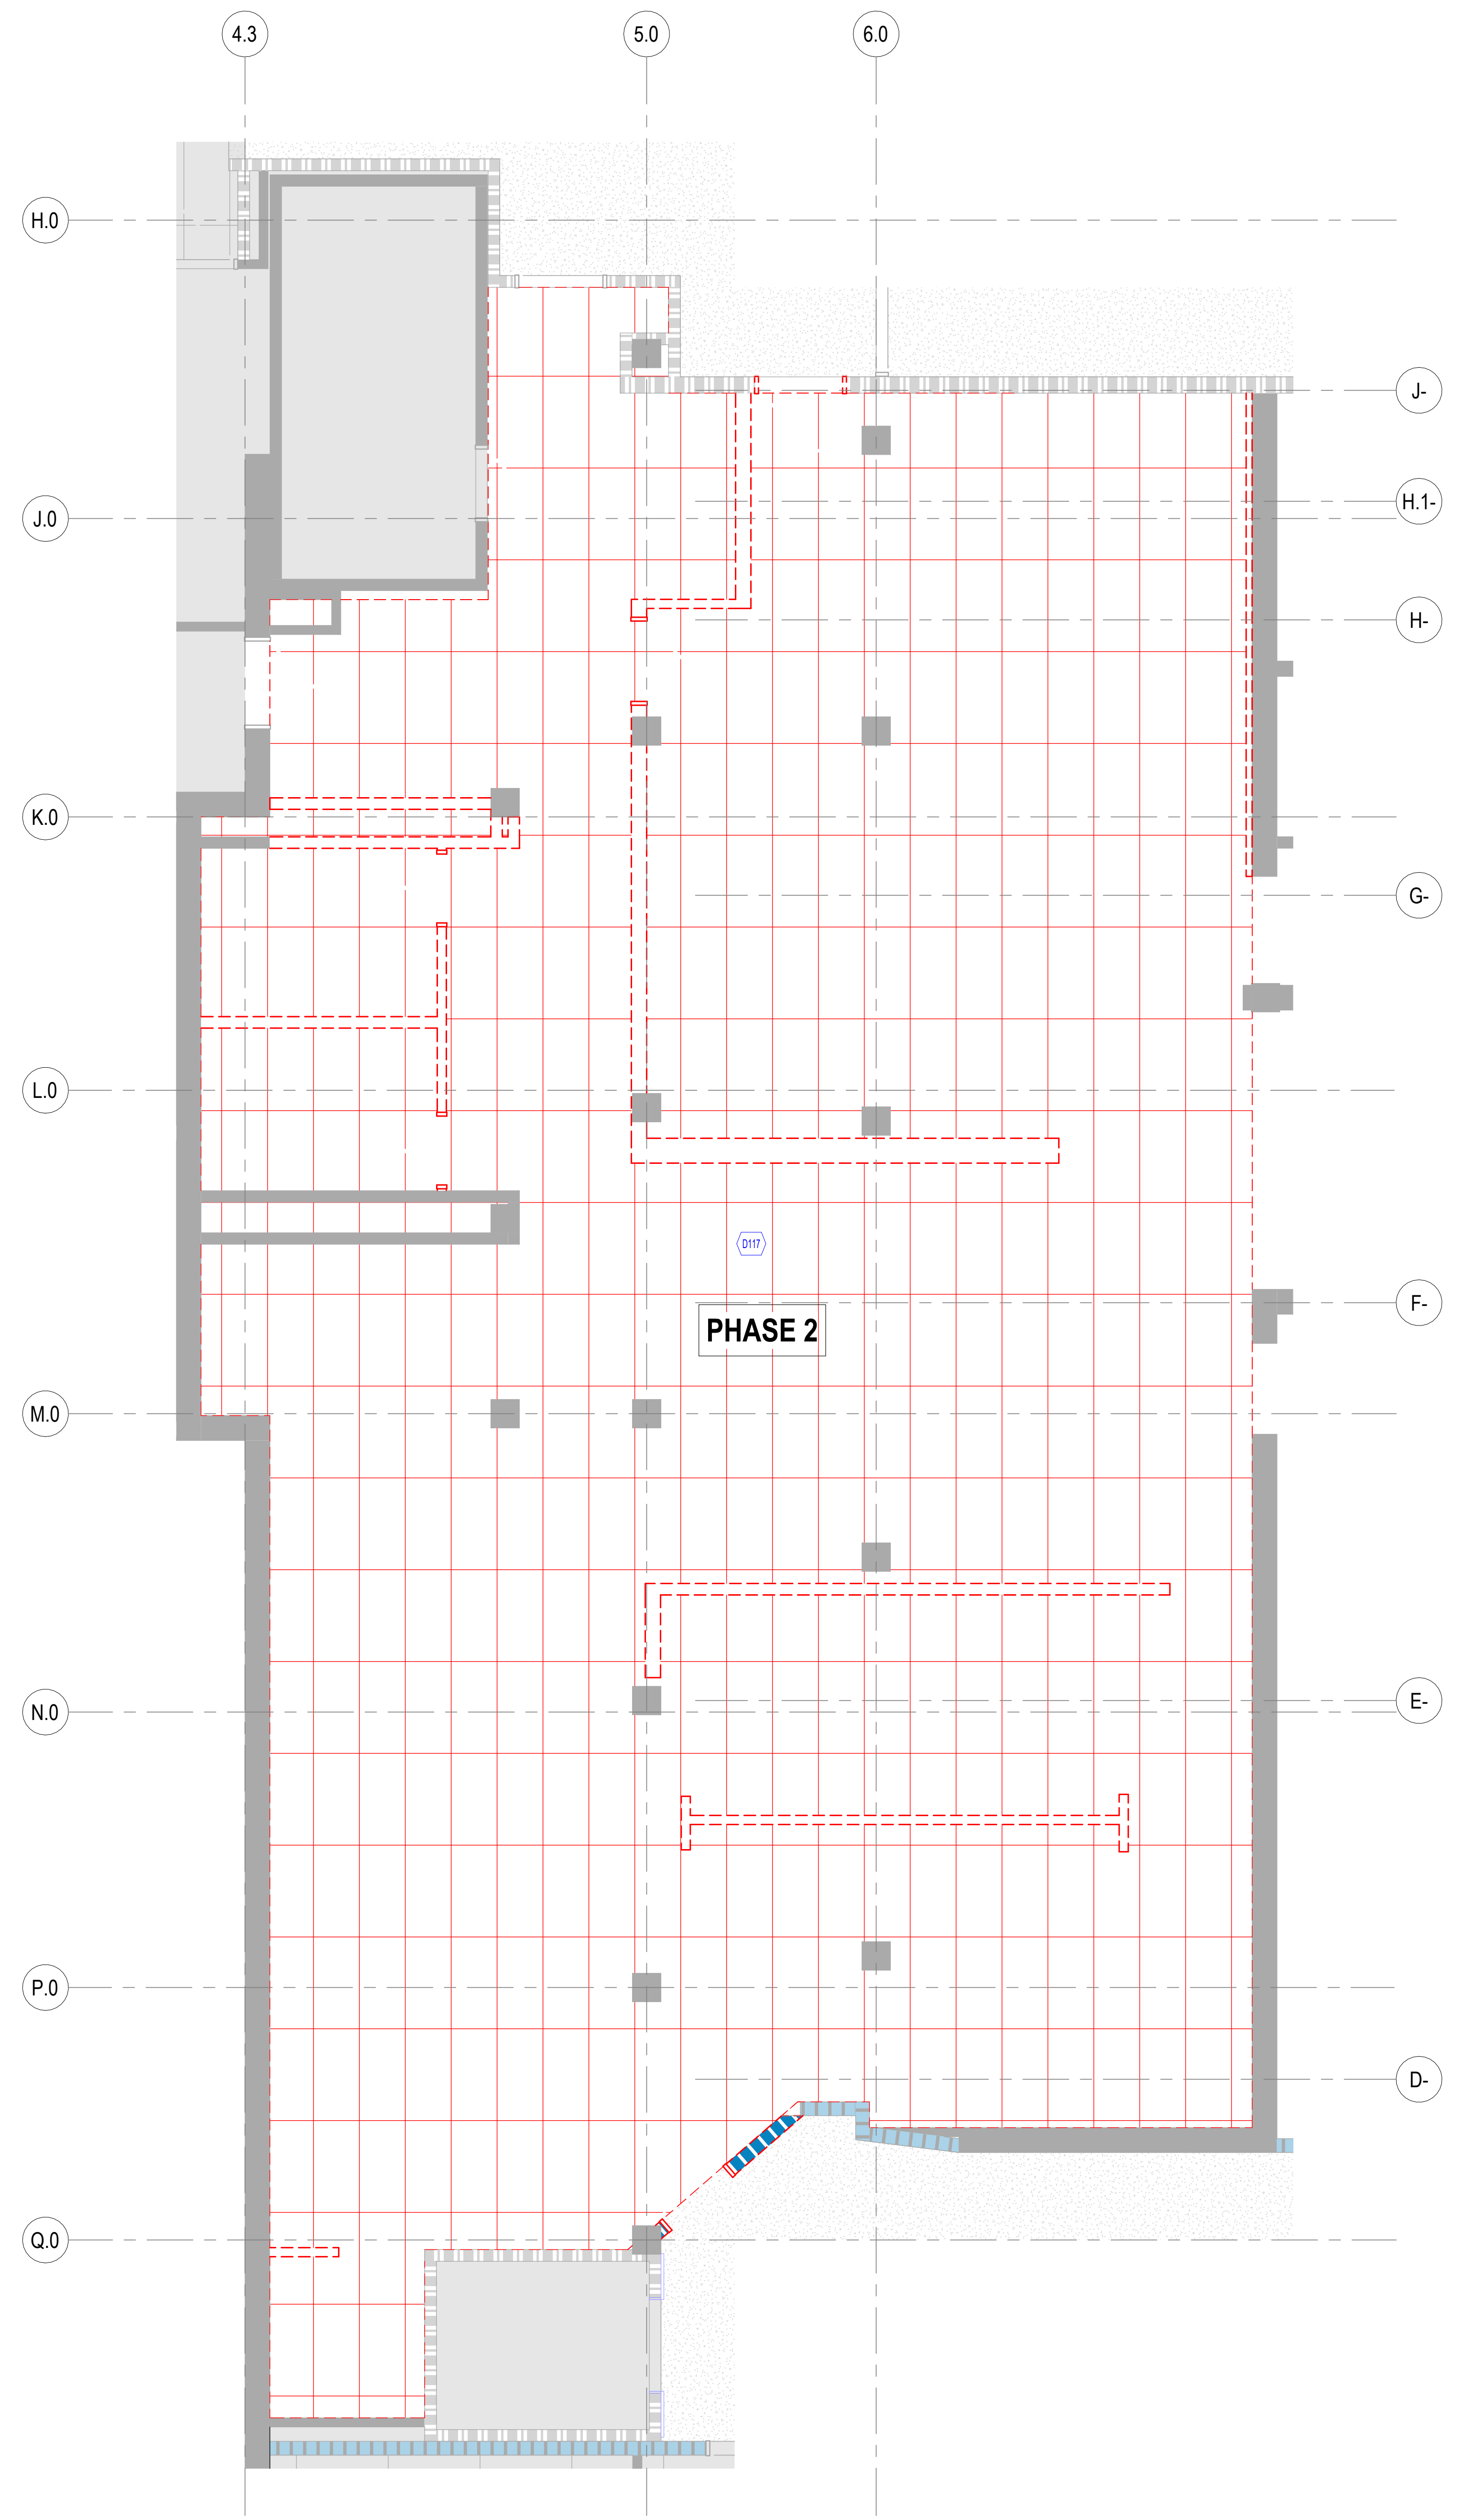 4.3
5.0
6.0
H.0
J-
H.1-
J.0
H-
K.0
G-
L.0
D117
F-
PHASE 2
M.0
E-
N.0
P.0
D-
Q.0